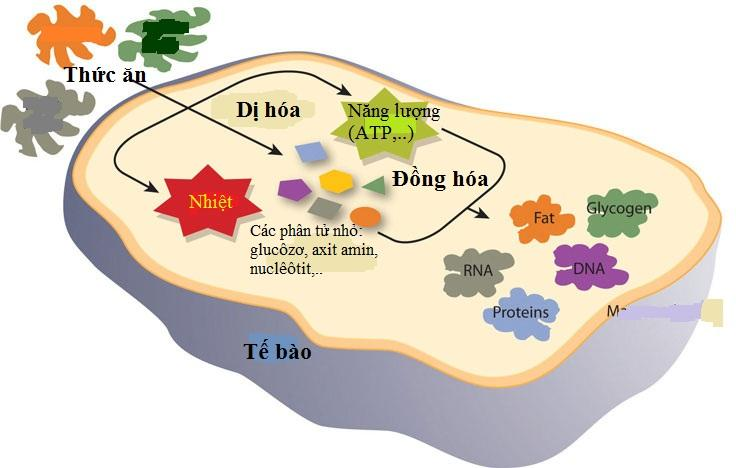 Thức ăn
Dị hóa
Năng lượng
(ATP,..)
Nhiệt
Đồng hóa
Các phân tử nhỏ:
glucôzơ, axit amin,
nuclêôtit,..
Fat
Glycogen
RNA
DNA
Proteins
Tế bào